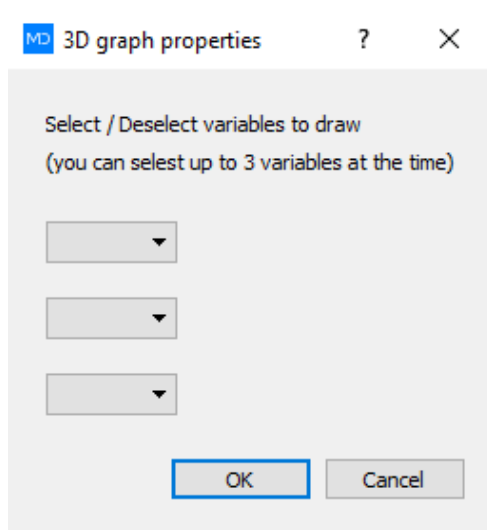 MD 3D graph properties ?
Select / Deselect variables to draw
(you can selest up to 3 variables at the time)
OK Cancel